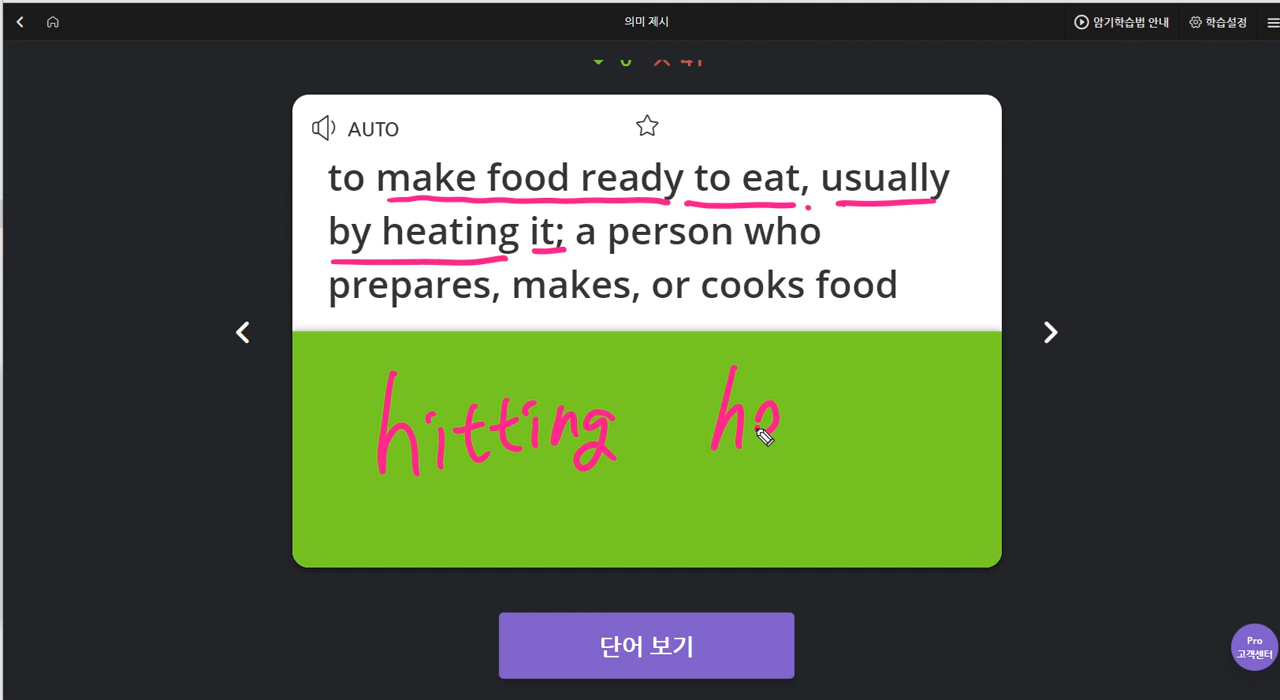 의미 제시
암기학습법 안내
학습설정
AUTO
to make food ready to eat, usually
by heating it; a person who
prepares, makes, or cooks food
hitting he
단어 보기
Pro
고객센터